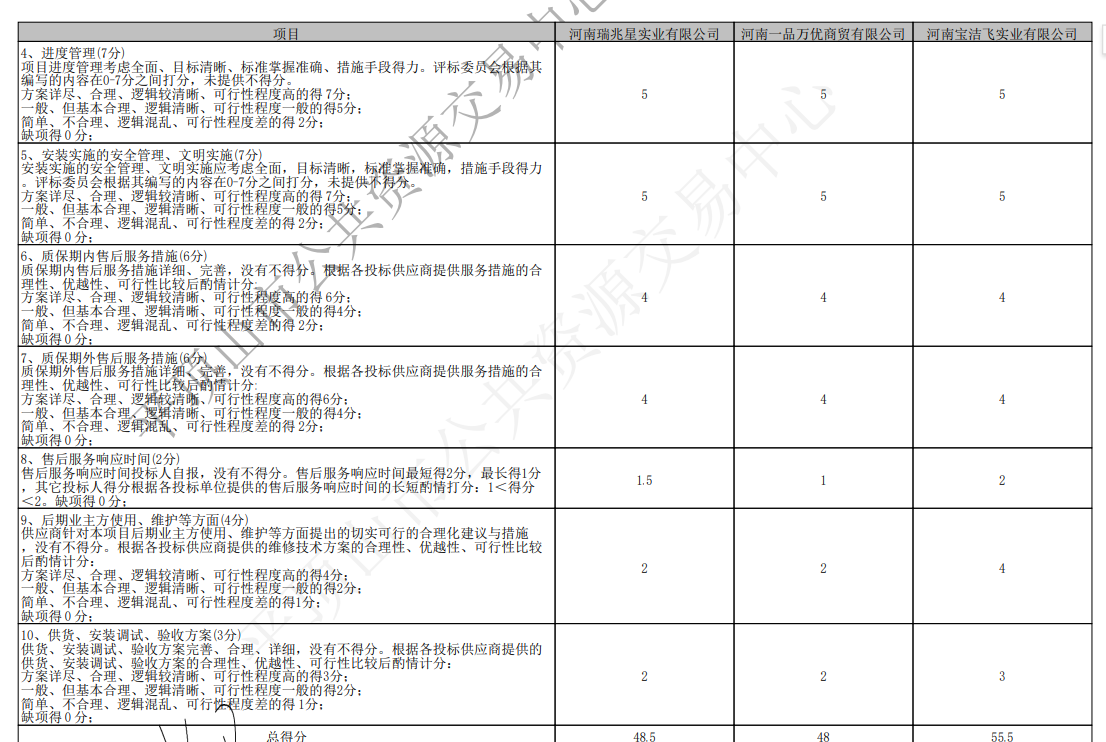 项目 河南瑞兆星实业有限公司 河南一品万优商贸有限公司 河南宝洁飞实业有限公司
4、进度管理(7分)
项目进度管理考虑全面、目标清晰、标准掌握准确、措施手段得力。评标委员会根据其
编写的内容在0-7分之间打分，未提供不得分。
方案详尽、合理、逻辑较清晰、可行性程度高的得 7分；
一般、但基本合理、逻辑清晰、可行性程度一般的得5分；
简单、不合理、逻辑混乱、可行性程度差的得 2分；
缺项得 0 分；
5 5 5
5、安装实施的安全管理、文明实施(7分)
安装实施的安全管理、文明实施应考虑全面，目标清晰，标准掌握准确，措施手段得力
。评标委员会根据其编写的内容在0-7分之间打分，未提供不得分。
方案详尽、合理、逻辑较清晰、可行性程度高的得 7分；
一般、但基本合理、逻辑清晰、可行性程度一般的得5分；
简单、不合理、逻辑混乱、可行性程度差的得 2分；
缺项得 0 分；
5 5 5
6、质保期内售后服务措施(6分)
质保期内售后服务措施详细、完善，没有不得分。根据各投标供应商提供服务措施的合
理性、优越性、可行性比较后酌情计分：
方案详尽、合理、逻辑较清晰、可行性程度高的得 6分；
一般、但基本合理、逻辑清晰、可行性程度一般的得4分；
简单、不合理、逻辑混乱、可行性程度差的得 2分；
缺项得 0 分；
4 4 4
7、质保期外售后服务措施(6分)
质保期外售后服务措施详细、完善，没有不得分。根据各投标供应商提供服务措施的合
理性、优越性、可行性比较后酌情计分：
方案详尽、合理、逻辑较清晰、可行性程度高的得6分；
一般、但基本合理、逻辑清晰、可行性程度一般的得4分；
简单、不合理、逻辑混乱、可行性程度差的得 2分；
缺项得 0 分；
4 4 4
8、售后服务响应时间(2分)
售后服务响应时间投标人自报，没有不得分。售后服务响应时间最短得2分，最长得1分
，其它投标人得分根据各投标单位提供的售后服务响应时间的长短酌情打分：1＜得分
＜2。缺项得 0 分；
1.5 1 2
9、后期业主方使用、维护等方面(4分)
供应商针对本项目后期业主方使用、维护等方面提出的切实可行的合理化建议与措施
，没有不得分。根据各投标供应商提供的维修技术方案的合理性、优越性、可行性比较
后酌情计分：
方案详尽、合理、逻辑较清晰、可行性程度高的得4分；
一般、但基本合理、逻辑清晰、可行性程度一般的得2分；
简单、不合理、逻辑混乱、可行性程度差的得1分；
缺项得 0 分；
2 2 4
10、供货、安装调试、验收方案(3分)
供货、安装调试、验收方案完善、合理、详细，没有不得分。根据各投标供应商提供的
供货、安装调试、验收方案的合理性、优越性、可行性比较后酌情计分：
方案详尽、合理、逻辑较清晰、可行性程度高的得3分；
一般、但基本合理、逻辑清晰、可行性程度一般的得2分；
简单、不合理、逻辑混乱、可行性程度差的得 1分；
缺项得 0 分；
2 2 3
总得分 48.5 48 55.5
平顶山市公共资源交易中心
平顶山市公共资源交易中心